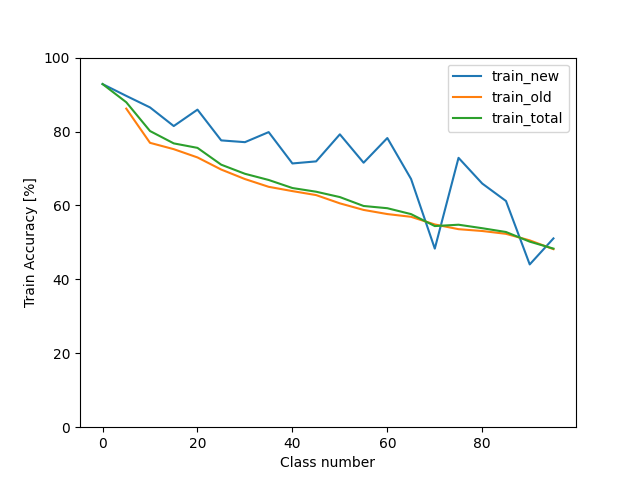 100
80
60
40
20
0
Train Accuracy [%]
train_new
train_old
train_total
0 20 40 60 80
Class number